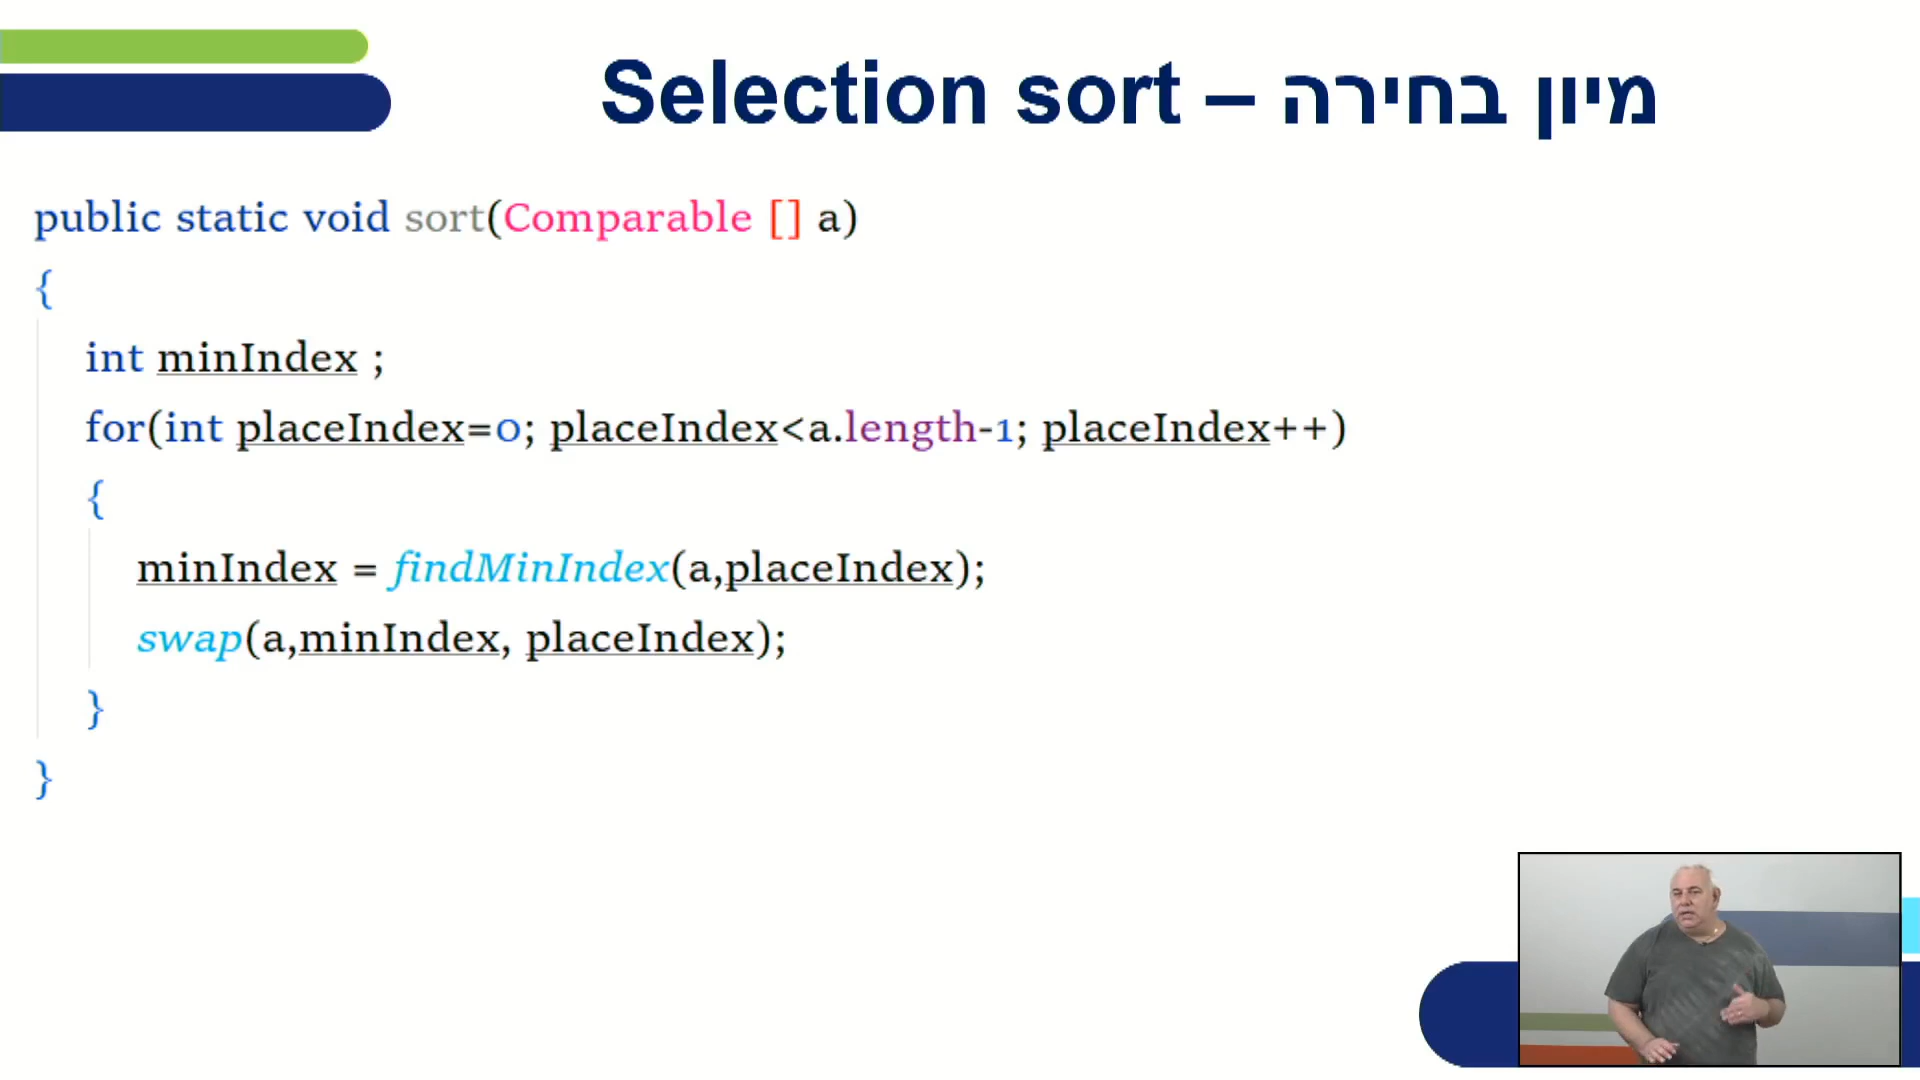 מיון בחירה – Selection sort
public static void sort(Comparable [] a)
{
int minIndex ;
for(int placeIndex=0; placeIndex<a.length-1; placeIndex++)
{
minIndex = findMinIndex(a,placeIndex);
swap(a,minIndex, placeIndex);
}
}